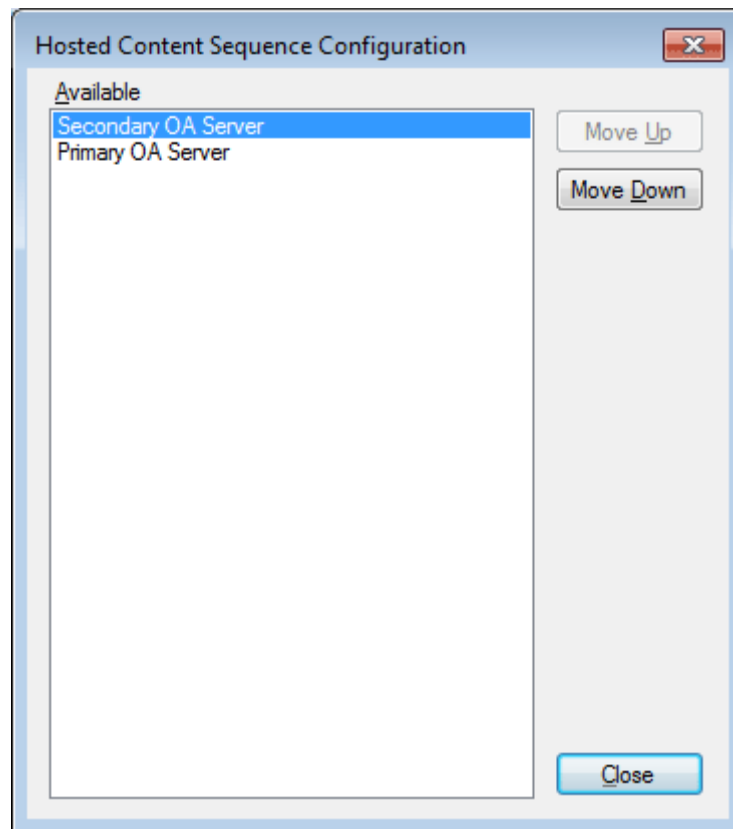 Hosted Content Sequence Configuration
Available
Secondary OA Server
Primary OA Server
Move Up
Move Down
Close